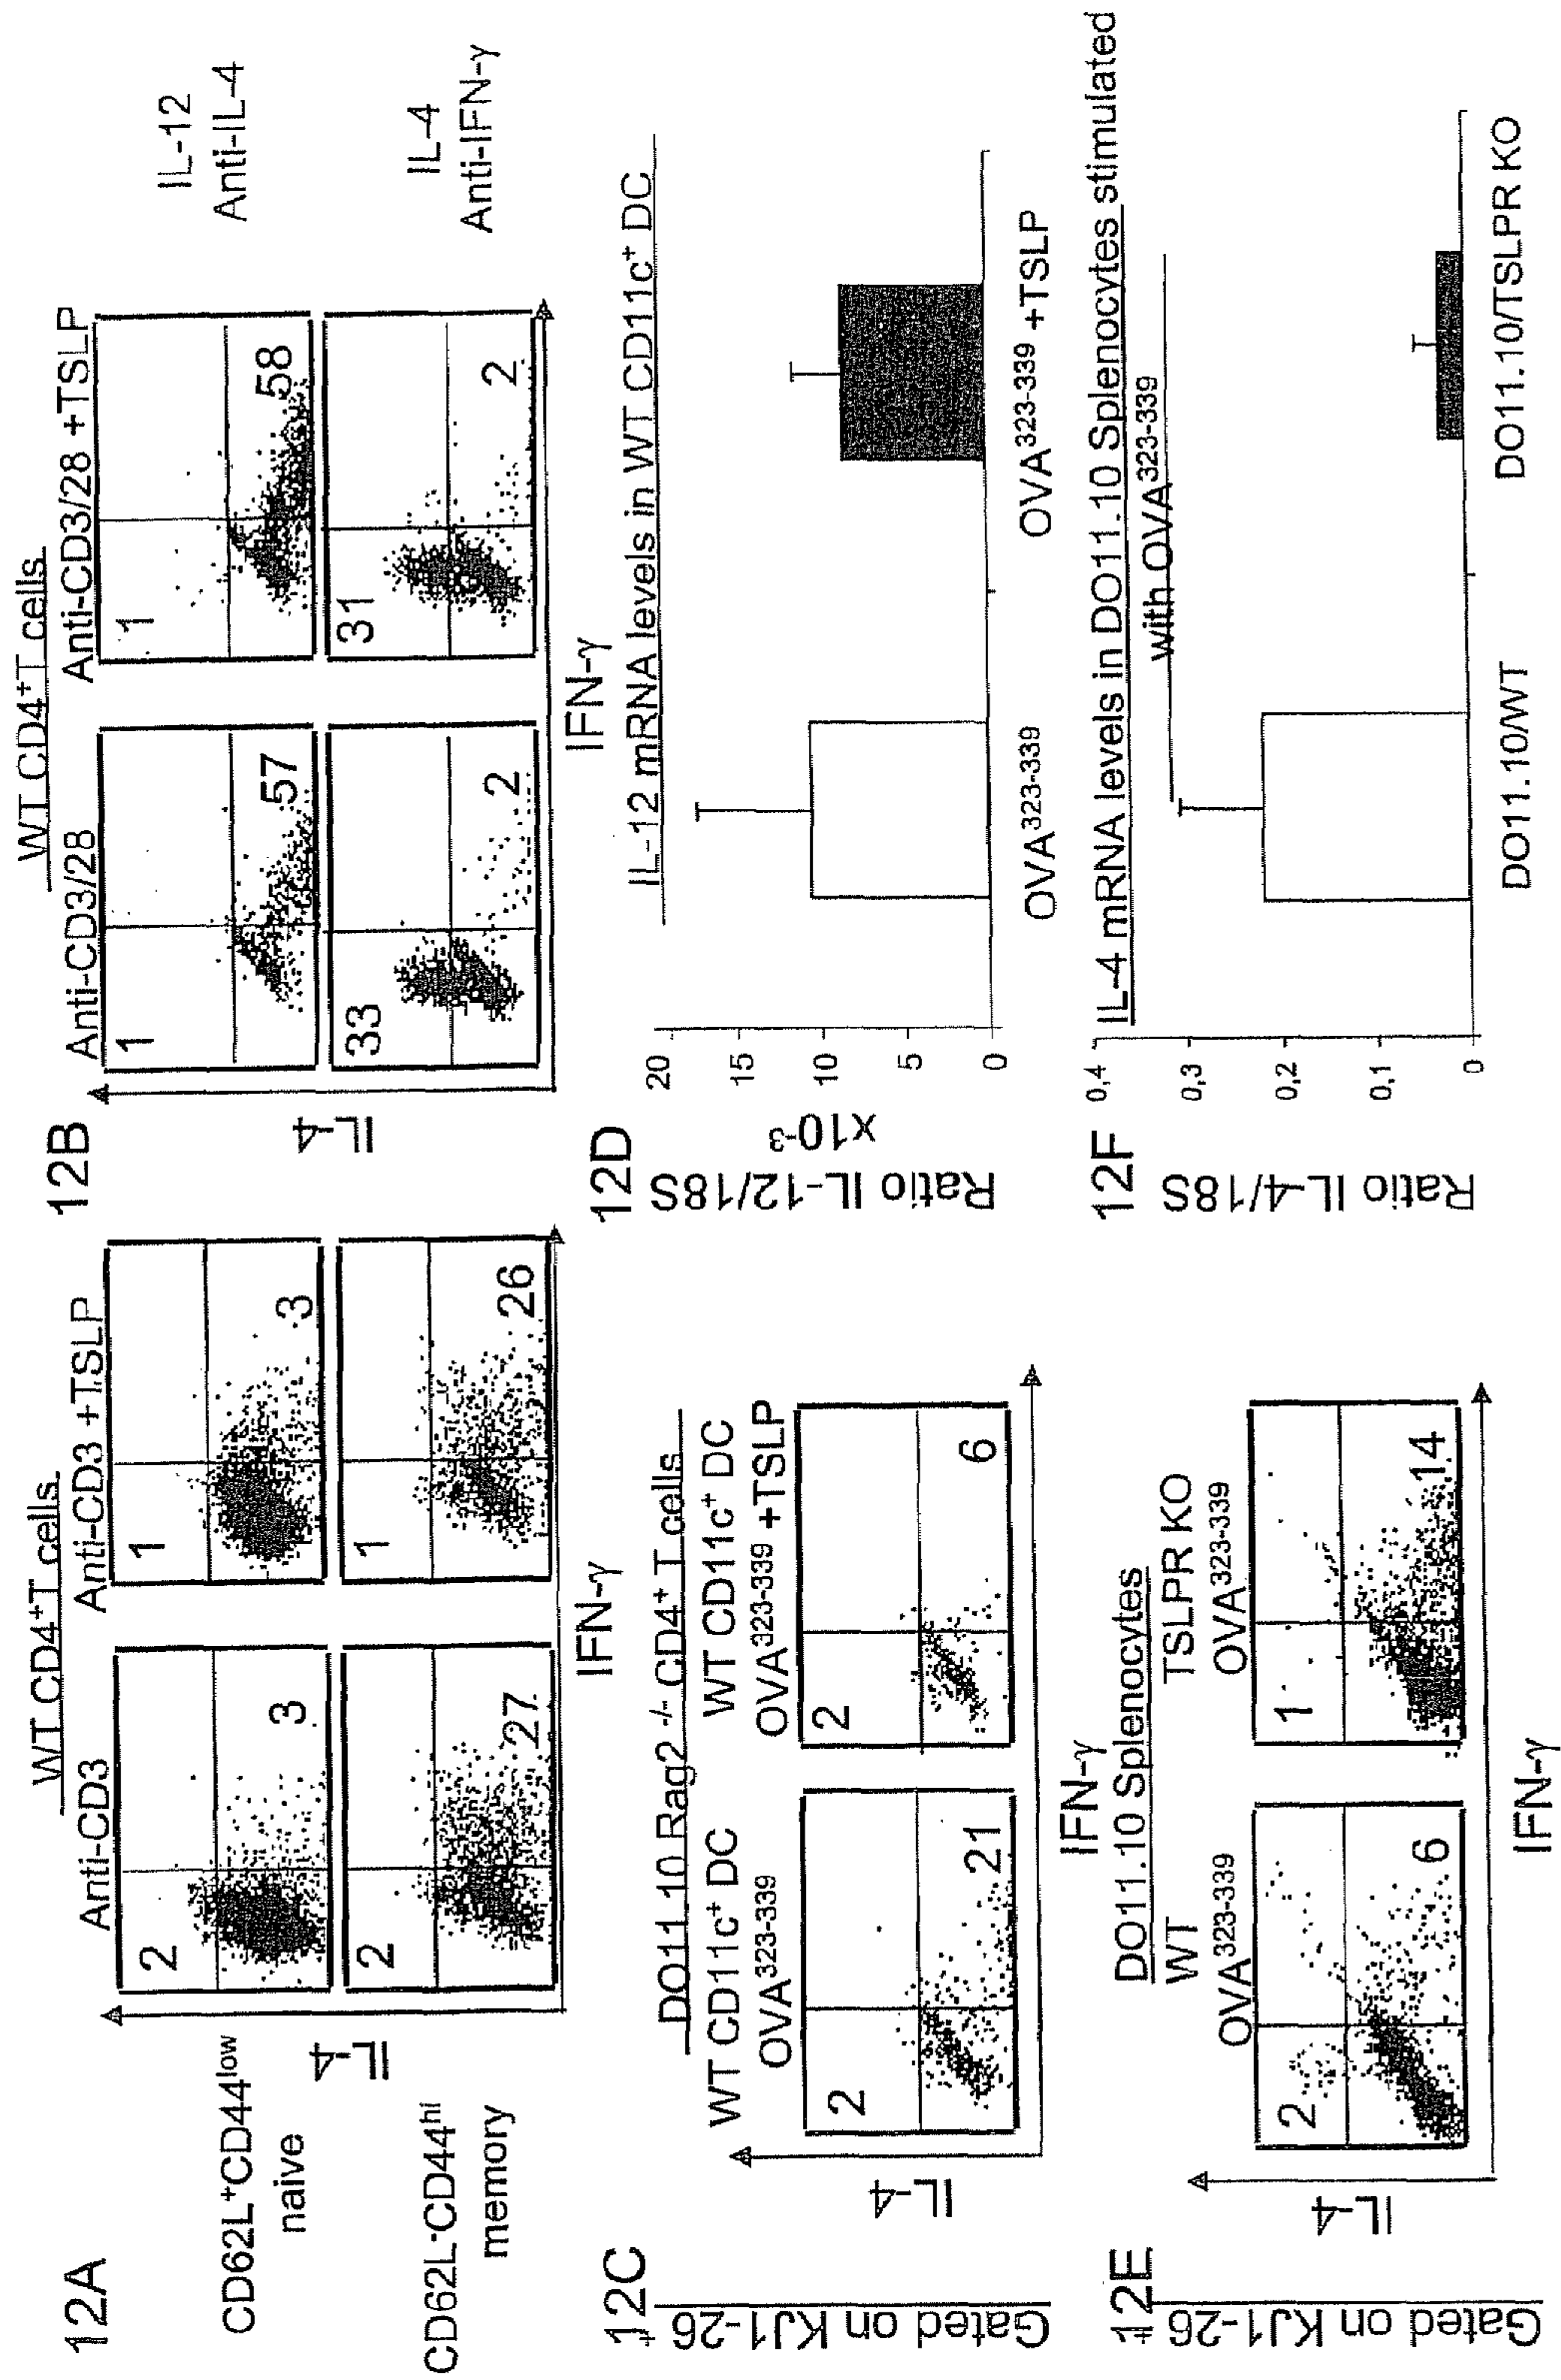 12A
WT CD4⁺T cells
Anti-CD3
Anti-CD3 +TSLP
CD62L⁺CD44ˡᵒʷ
naive
2
3
1
3
CD62L⁻CD44ʰⁱ
memory
2
27
1
26
IL-4
IFN-γ
12B
WT CD4⁺T cells
Anti-CD3/28
Anti-CD3/28 +TSLP
1
57
1
58
IL-12
Anti-IL-4
33
2
31
2
IL-4
Anti-IFN-γ
IL-4
IFN-γ
12C
Gated on KJ1-26⁺
DO11.10 Rag2 ⁻/⁻ CD4⁺ T cells
WT CD11c⁺ DC
OVA³²³⁻³³⁹
WT CD11c⁺ DC
OVA³²³⁻³³⁹ +TSLP
2
21
2
6
IL-4
IFN-γ
12D
IL-12 mRNA levels in WT CD11c⁺ DC
Ratio IL-12/18S
x10⁻³
20
15
10
5
0
OVA³²³⁻³³⁹
OVA³²³⁻³³⁹ +TSLP
12E
Gated on KJ1-26⁺
DO11.10 Splenocytes
WT
OVA³²³⁻³³⁹
TSLPR KO
OVA³²³⁻³³⁹
2
6
1
14
IL-4
IFN-γ
12F
IL-4 mRNA levels in DO11.10 Splenocytes stimulated
with OVA³²³⁻³³⁹
Ratio IL-4/18S
0,4
0,3
0,2
0,1
0
DO11.10/WT
DO11.10/TSLPR KO